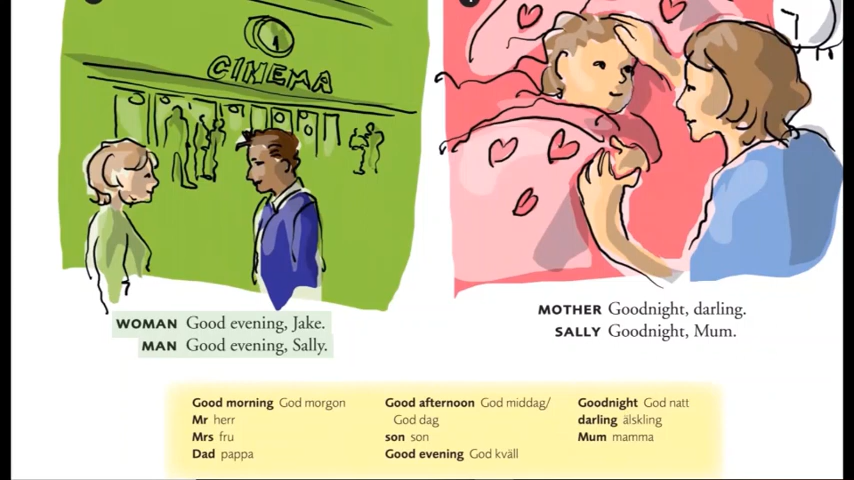 CINEMA
WOMAN Good evening, Jake.
MAN Good evening, Sally.
MOTHER Goodnight, darling.
SALLY Goodnight, Mum.
Good morning God morgon
Mr herr
Mrs fru
Dad pappa
Good afternoon God middag/
God dag
son son
Good evening God kväll
Goodnight God natt
darling älskling
Mum mamma